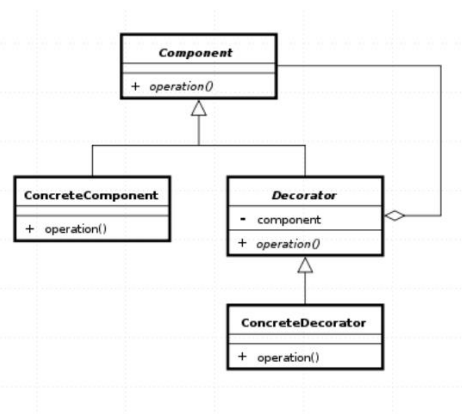 Component
+ operation()
ConcreteComponent
+ operation()
Decorator
- component
+ operation()
ConcreteDecorator
+ operation()